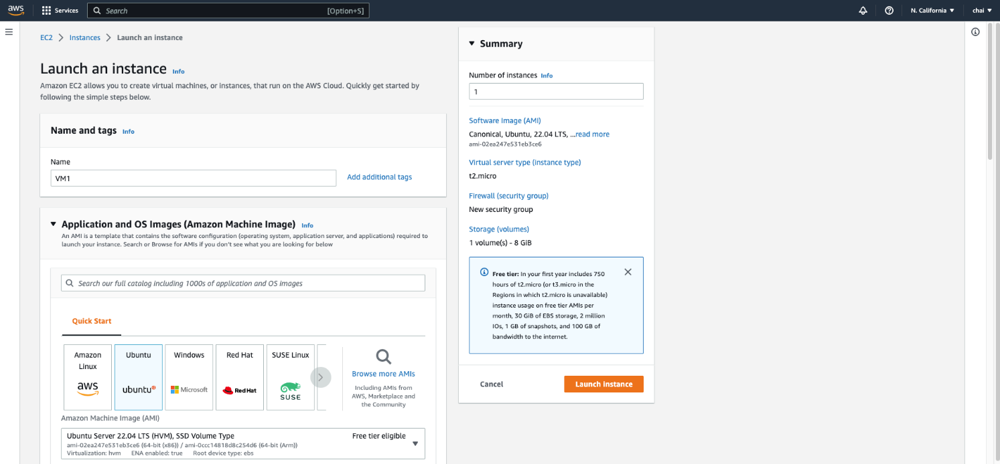 aws
Services
Search
[Option+S]
N. California
chai
EC2
Instances
Launch an instance
Launch an instance
Info
Amazon EC2 allows you to create virtual machines, or instances, that run on the AWS Cloud. Quickly get started by
following the simple steps below.
Name and tags
Info
Name
VM1
Add additional tags
Application and OS Images (Amazon Machine Image)
Info
An AMI is a template that contains the software configuration (operating system, application server, and applications) required to
launch your instance. Search or Browse for AMIs if you don't see what you are looking for below
Search our full catalog including 1000s of application and OS images
Quick Start
Amazon
Linux
aws
Ubuntu
ubuntu®
Windows
Microsoft
Red Hat
Red Hat
SUSE Linux
SUSE
Browse more AMIs
Including AMIs from
AWS, Marketplace and
the Community
Amazon Machine Image (AMI)
Ubuntu Server 22.04 LTS (HVM), SSD Volume Type
Free tier eligible
ami-02ea247e531eb3ce6 (64-bit (x86)) / ami-0ccc14818d8c254d6 (64-bit (Arm))
Virtualization: hvm ENA enabled: true Root device type: ebs
Summary
Number of instances
Info
1
Software Image (AMI)
Canonical, Ubuntu, 22.04 LTS, ...read more
ami-02ea247e531eb3ce6
Virtual server type (instance type)
t2.micro
Firewall (security group)
New security group
Storage (volumes)
1 volume(s) - 8 GiB
Free tier: In your first year includes 750
hours of t2.micro (or t3.micro in the
Regions in which t2.micro is unavailable)
instance usage on free tier AMIs per
month, 30 GiB of EBS storage, 2 million
IOs, 1 GB of snapshots, and 100 GB of
bandwidth to the internet.
Cancel
Launch instance